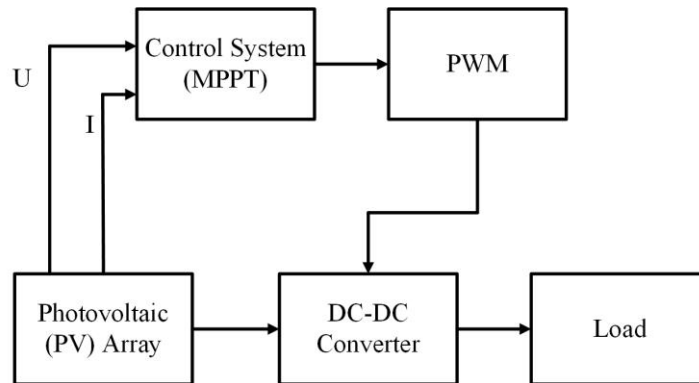 Control System
(MPPT)
PWM
U
I
Photovoltaic
(PV) Array
DC-DC
Converter
Load